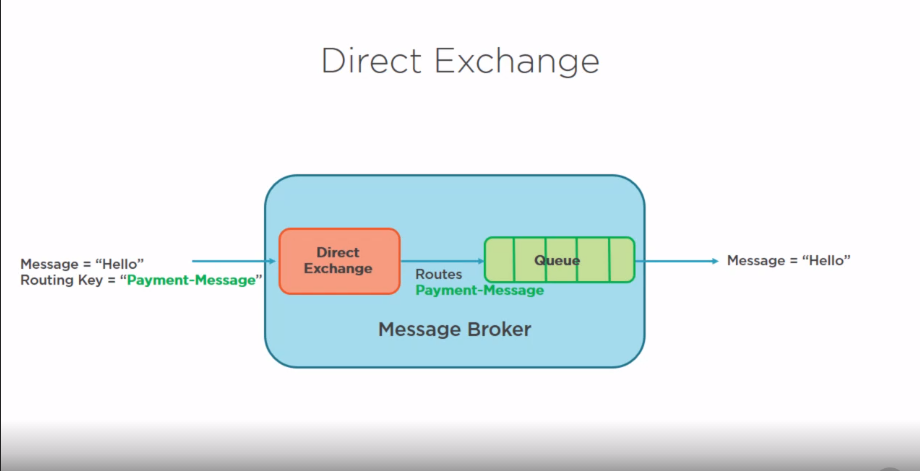 Direct Exchange
Message = “Hello”
Routing Key = “Payment-Message”
Direct
Exchange
Routes
Payment-Message
Queue
Message = “Hello”
Message Broker